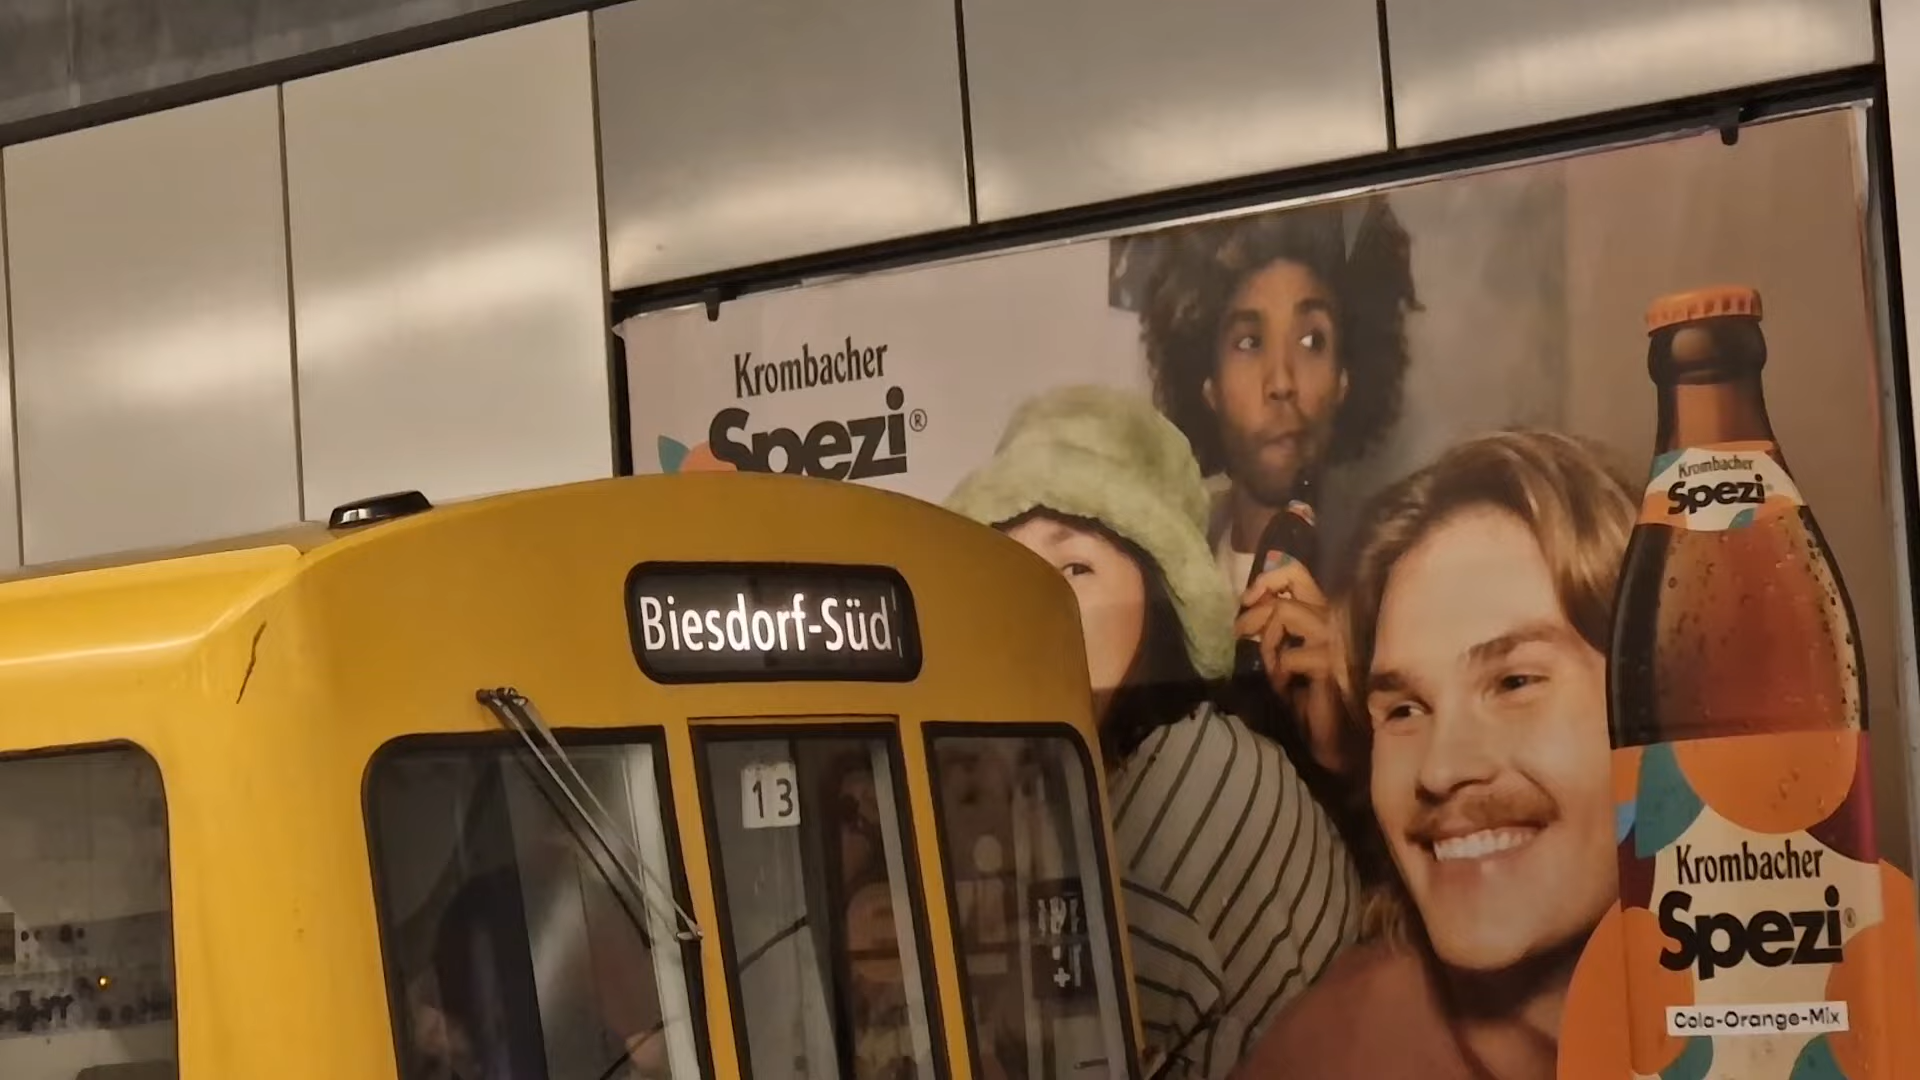 Krombacher
Spezi®
Biesdorf-Süd
13
Krombacher
Spezi
Krombacher
Spezi®
Cola-Orange-Mix